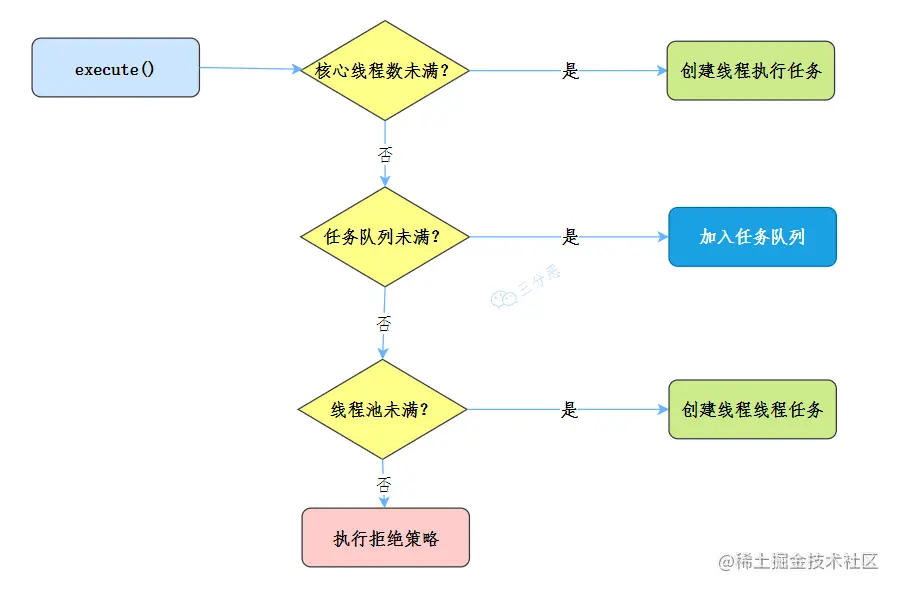 execute()
核心线程数未满?
是
创建线程执行任务
否
任务队列未满?
是
加入任务队列
三分恶
否
线程池未满?
是
创建线程线程任务
否
执行拒绝策略
@稀土掘金技术社区